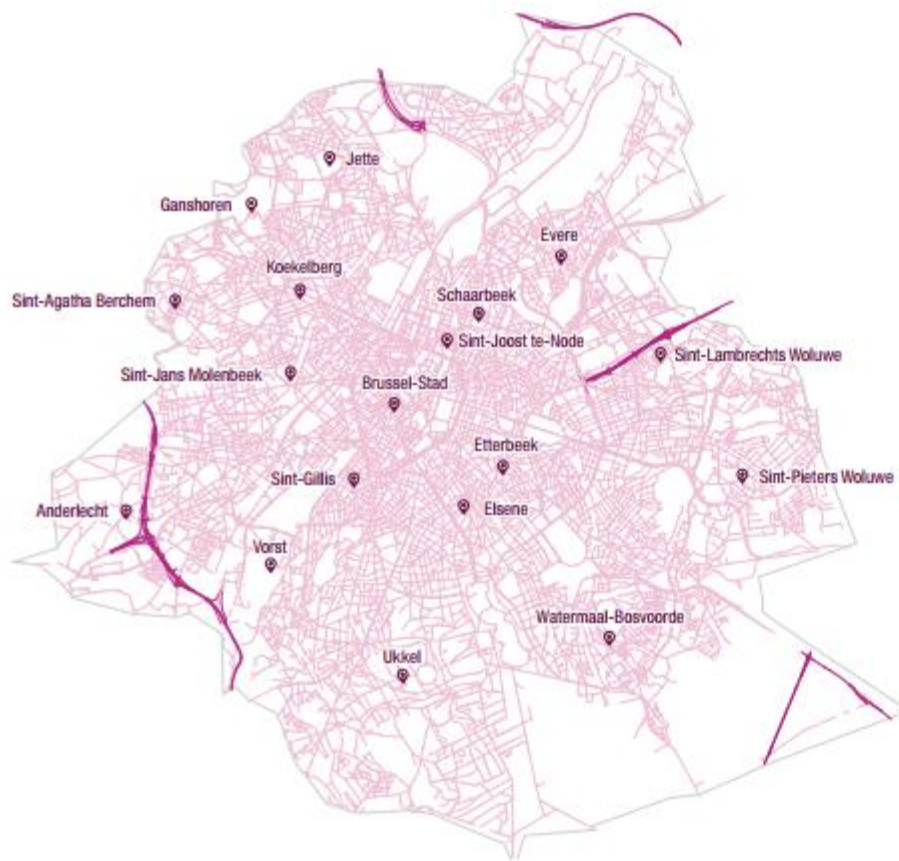 Jette
Ganshoren
Evere
Koekelberg
Sint-Agatha Berchem
Schaarbeek
Sint-Joost te-Node
Sint-Lambrechts Woluwe
Sint-Jans Molenbeek
Brussel-Stad
Etterbeek
Sint-Gillis
Sint-Pieters Woluwe
Anderlecht
Elsene
Vorst
Watermaal-Bosvoorde
Ukkel